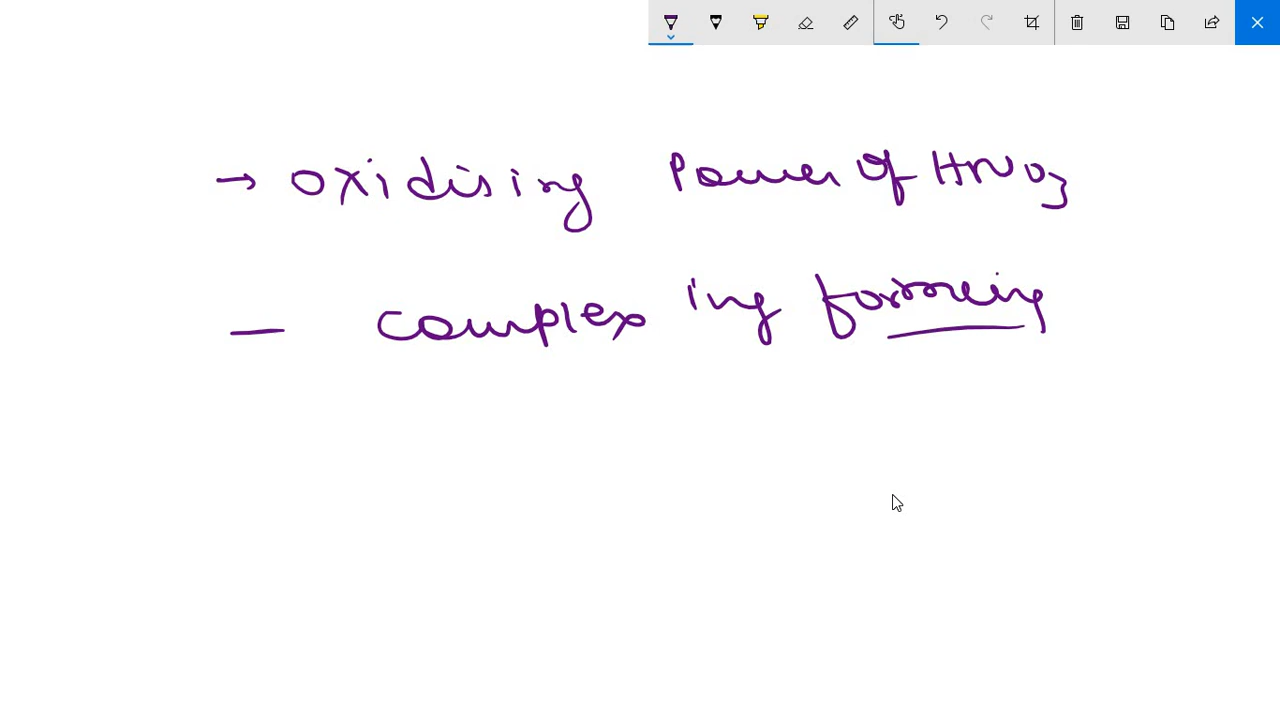 → Oxidising Power Of HNO3
— complex ing forming